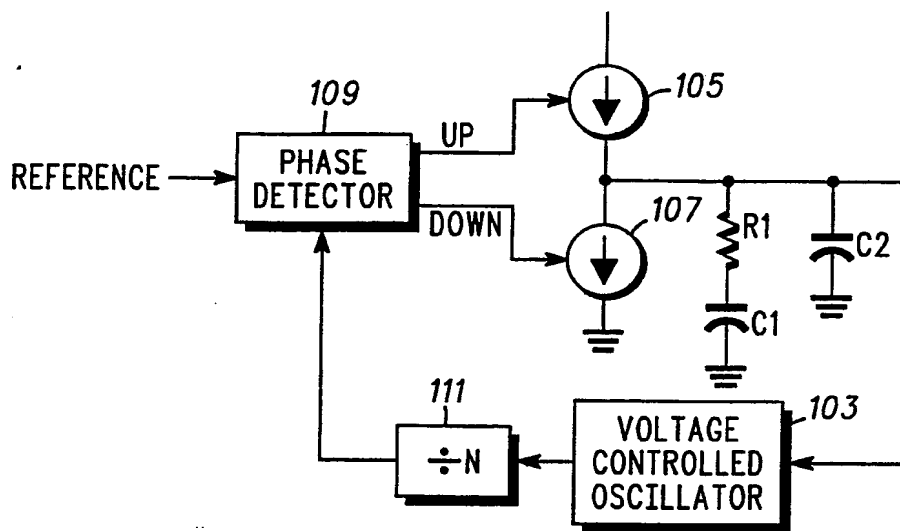 109
105
UP
PHASE
DETECTOR
REFERENCE
DOWN
107
R1
C2
C1
111
÷N
103
VOLTAGE
CONTROLLED
OSCILLATOR